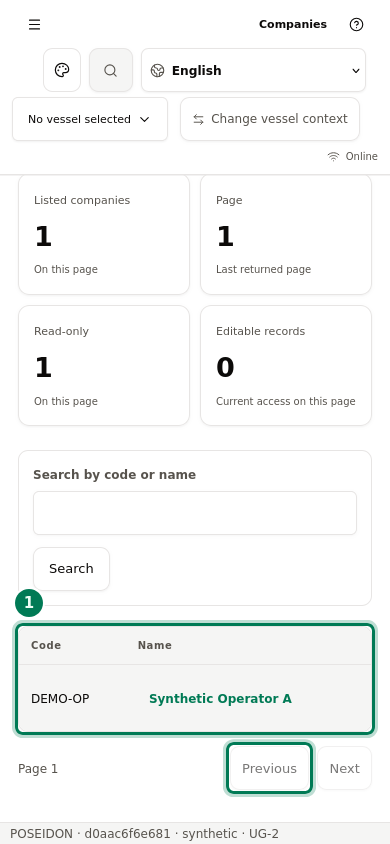 Companies
English
No vessel selected
Change vessel context
Online
Listed companies
1
On this page
Page
1
Last returned page
Read-only
1
On this page
Editable records
0
Current access on this page
Search by code or name
Search
1
Code Name
DEMO-OP Synthetic Operator A
Page 1
Previous
Next
POSEIDON · d0aac6f6e681 · synthetic · UG-2